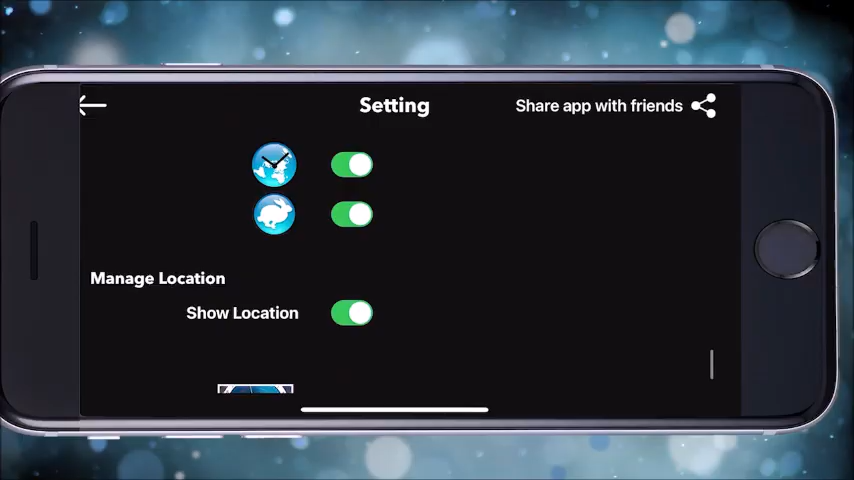 Setting
Share app with friends
Manage Location
Show Location